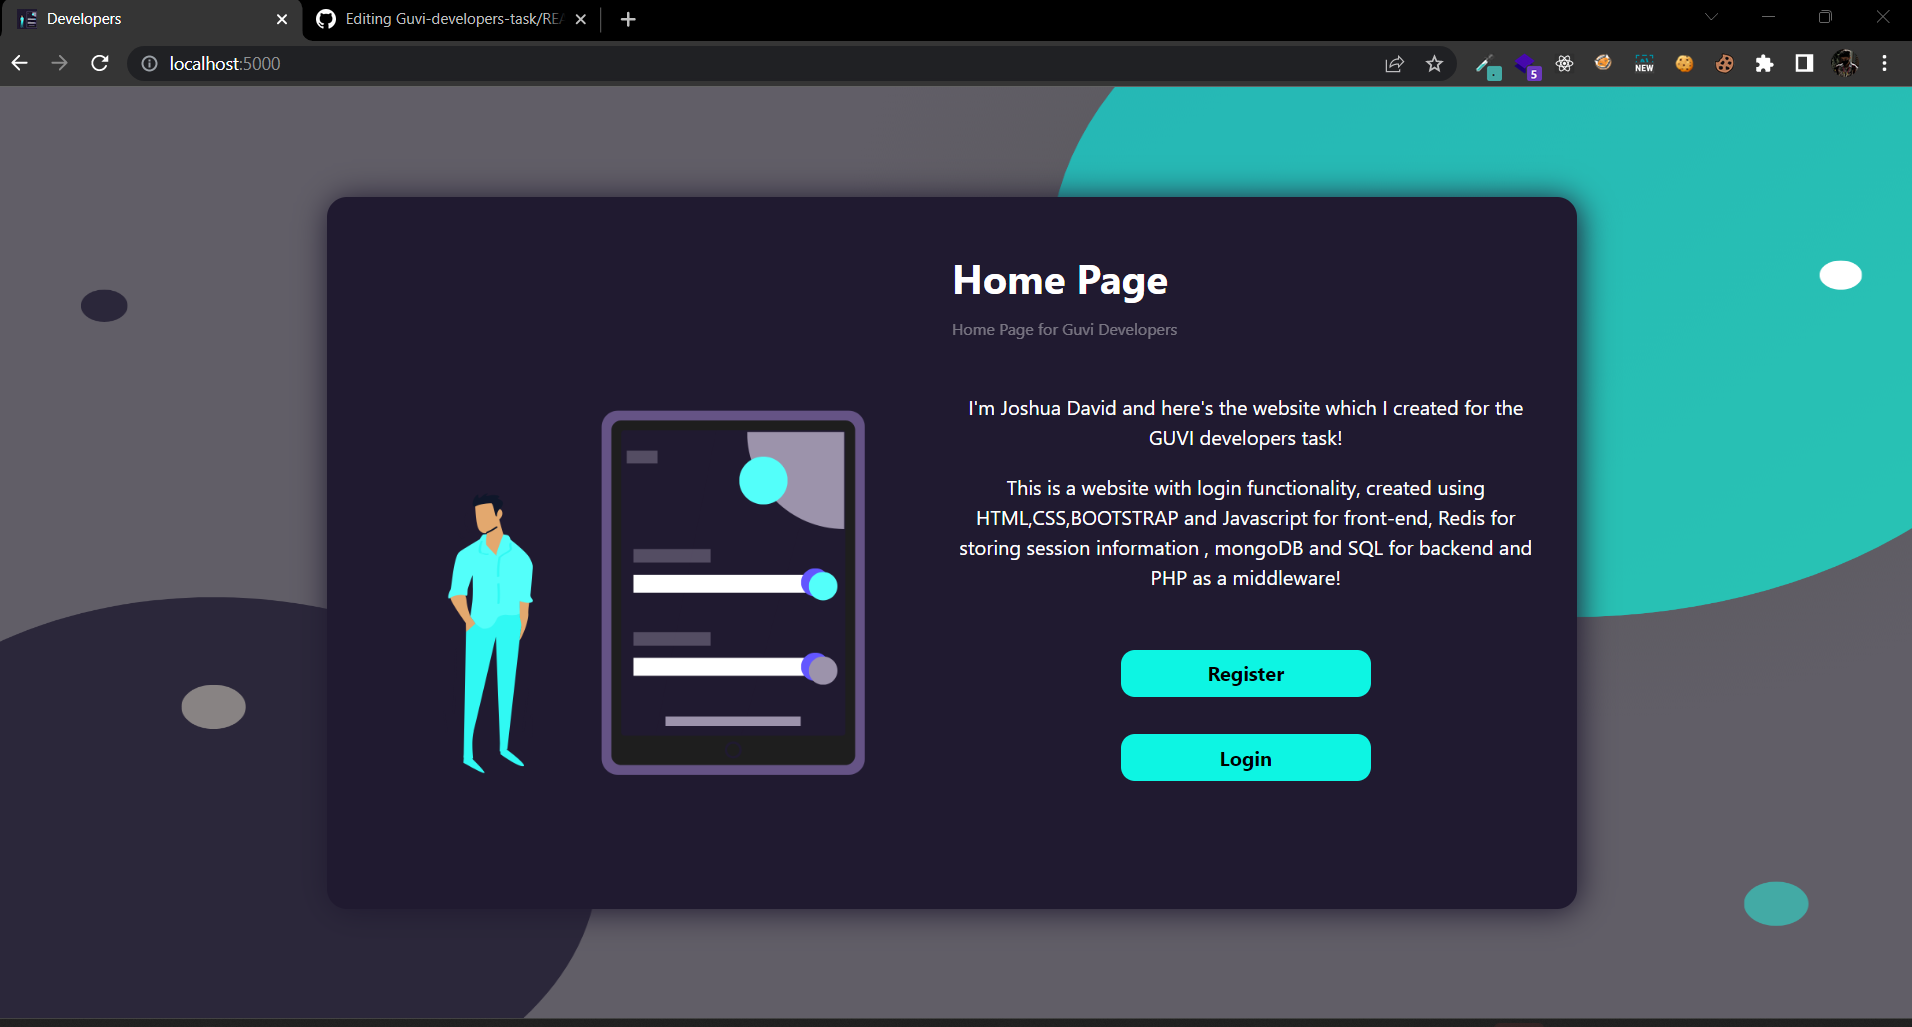 Developers
Editing Guvi-developers-task/REA
localhost:5000
NEW
5
Home Page
Home Page for Guvi Developers
I'm Joshua David and here's the website which I created for the
GUVI developers task!
This is a website with login functionality, created using
HTML,CSS,BOOTSTRAP and Javascript for front-end, Redis for
storing session information , mongoDB and SQL for backend and
PHP as a middleware!
Register
Login